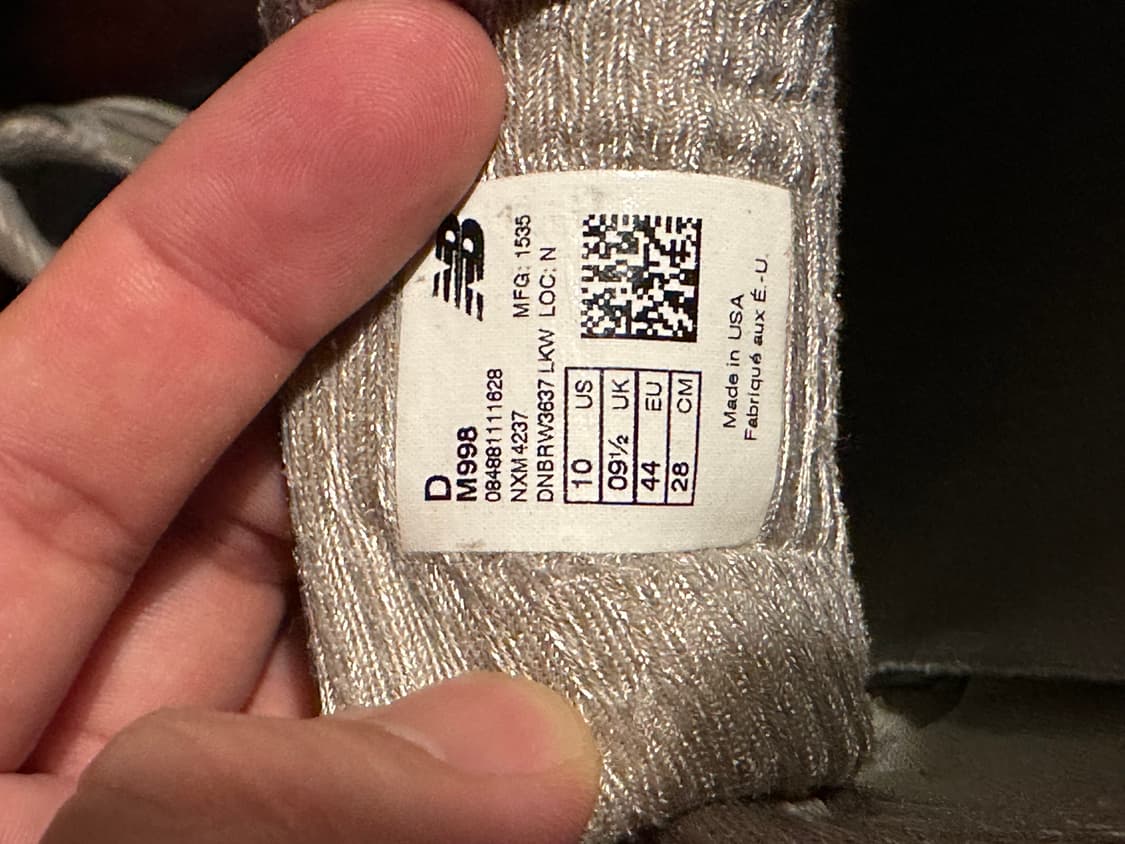 NB
D
M998
084881111628
NXM4237 MFG: 1535
DNBRW3637 LKW LOC: N
10 US
09½ UK
44 EU
28 CM
Made in USA
Fabriqué aux É.-U.